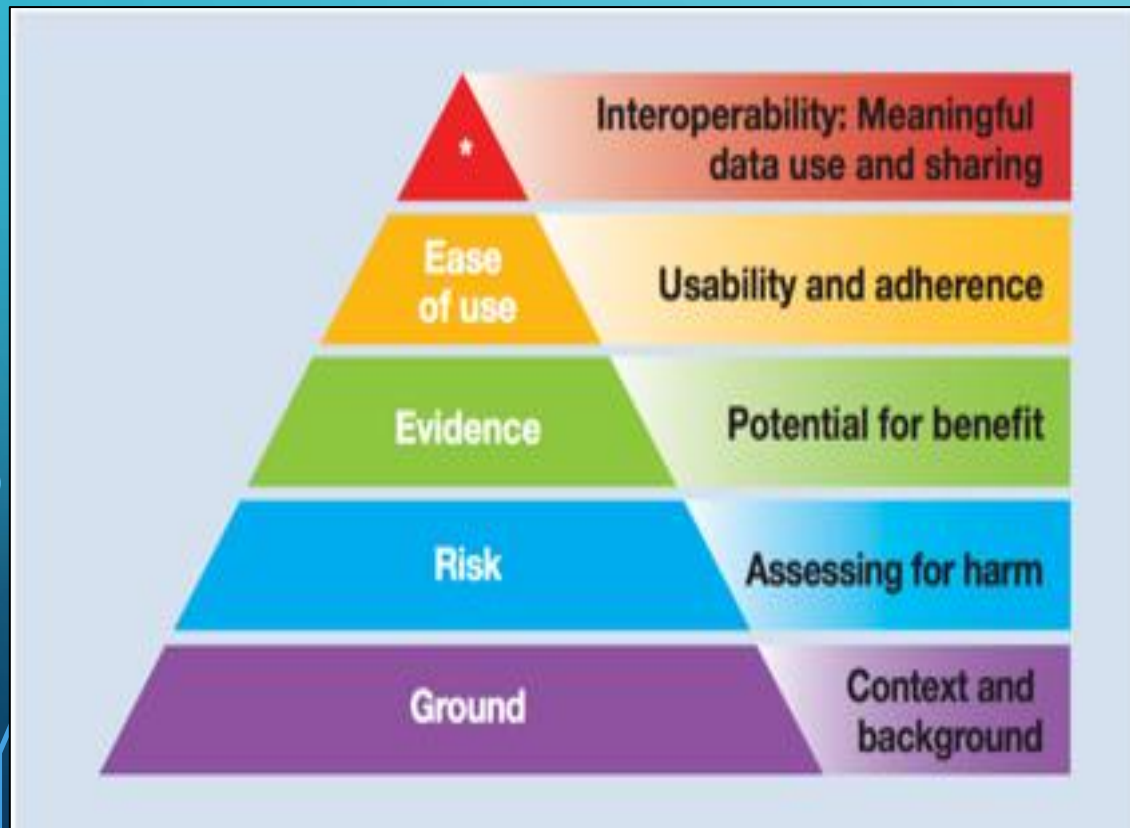 *
Interoperability: Meaningful
data use and sharing
Ease
of use
Usability and adherence
Evidence
Potential for benefit
Risk
Assessing for harm
Ground
Context and
background